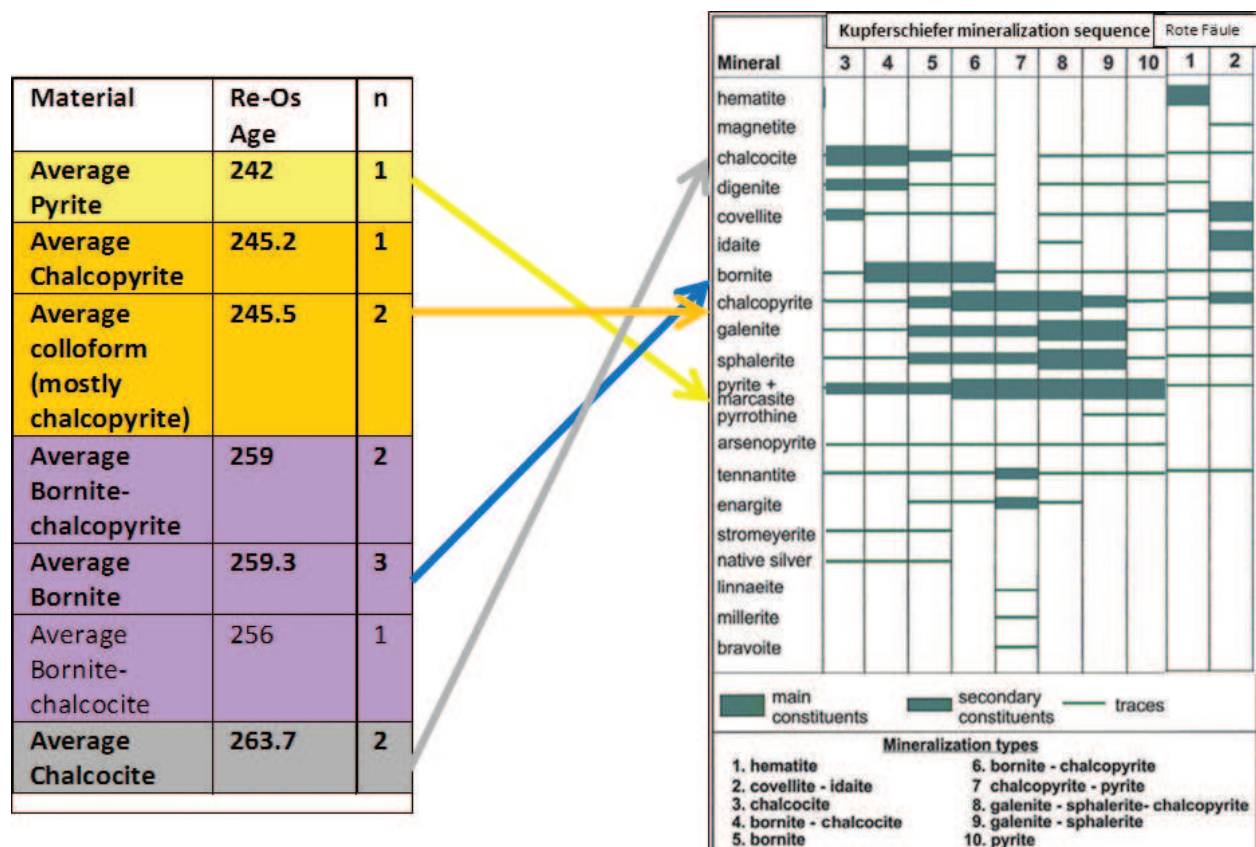 Material Re-Os Age n
Average Pyrite 242 1
Average Chalcopyrite 245.2 1
Average colloform (mostly chalcopyrite) 245.5 2
Average Bornite-chalcopyrite 259 2
Average Bornite 259.3 3
Average Bornite-chalcocite 256 1
Average Chalcocite 263.7 2
Kupferschiefer mineralization sequence Rote Fäule
Mineral 3 4 5 6 7 8 9 10 1 2
hematite
magnetite
chalcocite
digenite
covellite
idaite
bornite
chalcopyrite
galenite
sphalerite
pyrite +
marcasite
pyrrothine
arsenopyrite
tennantite
enargite
stromeyerite
native silver
linnaeite
millerite
bravoite
main constituents secondary constituents traces
Mineralization types
1. hematite 6. bornite - chalcopyrite
2. covellite - idaite 7 chalcopyrite - pyrite
3. chalcocite 8. galenite - sphalerite- chalcopyrite
4. bornite - chalcocite 9. galenite - sphalerite
5. bornite 10. pyrite